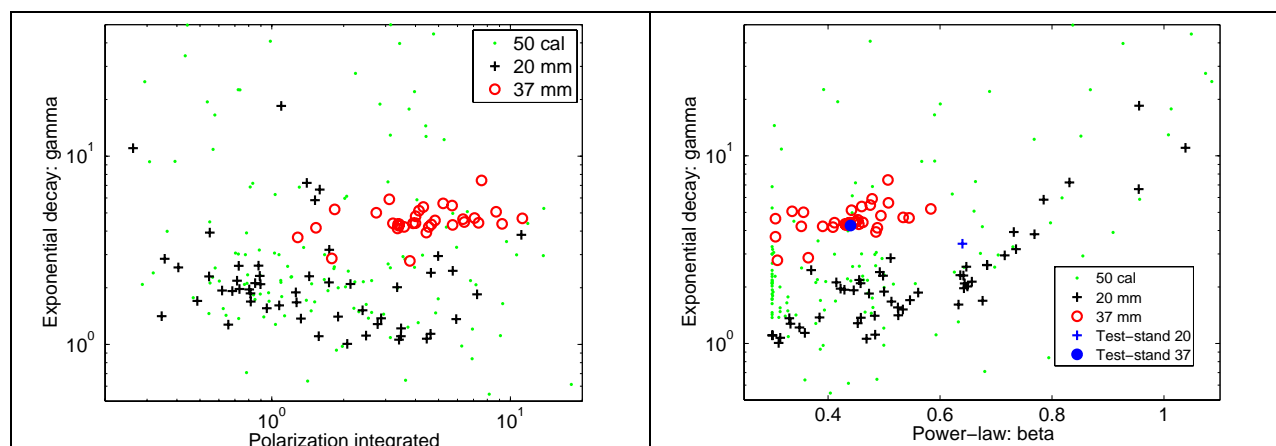 50 cal
20 mm
37 mm
Exponential decay: gamma
10^1
10^0
10^0
10^1
Polarization integrated
Exponential decay: gamma
10^1
10^0
50 cal
20 mm
37 mm
Test−stand 20
Test−stand 37
0.4
0.6
0.8
1
Power−law: beta